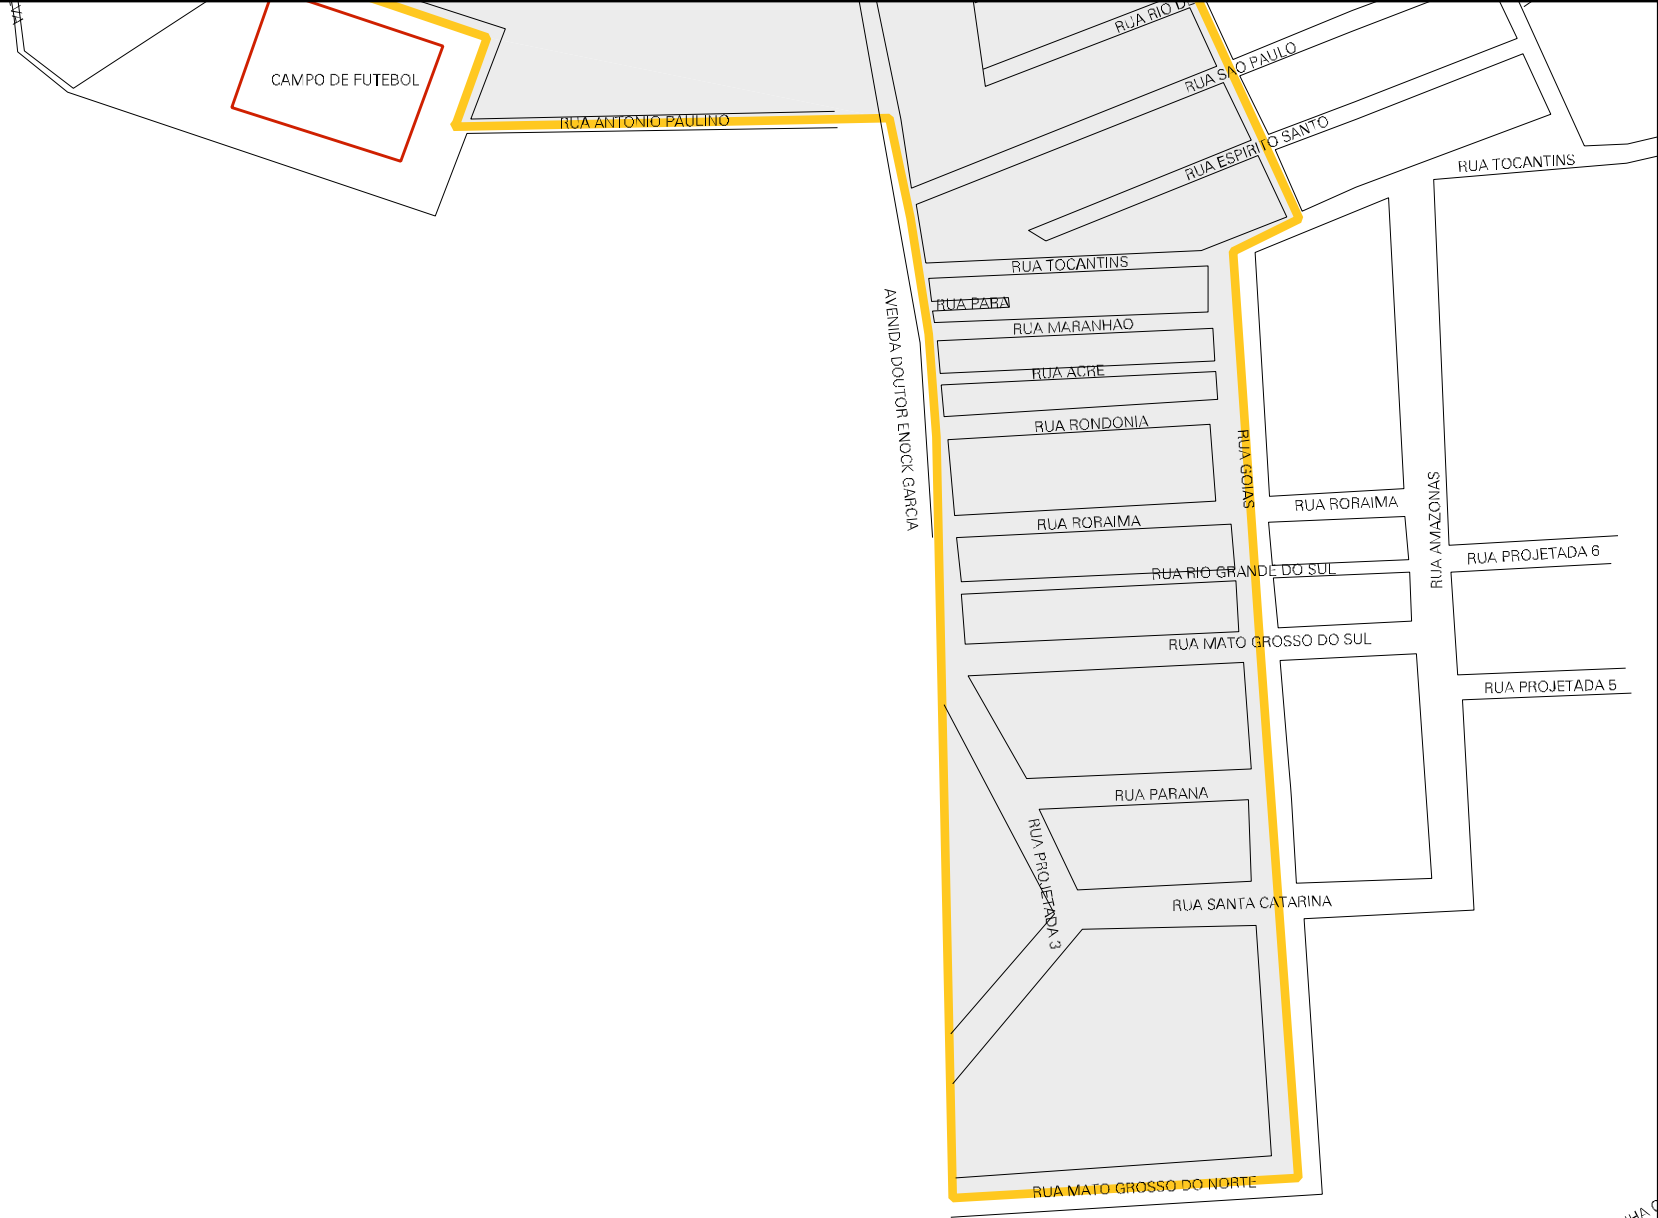 RUA RIO DE
CAMPO DE FUTEBOL
RUA SAO PAULO
RUA ANTONIO PAULINO
RUA ESPIRITO SANTO
RUA TOCANTINS
RUA TOCANTINS
RUA PARA
RUA MARANHAO
RUA ACRE
AVENIDA DOUTOR ENOCK GARCIA
RUA RONDONIA
RUA GOIAS
RUA RORAIMA
RUA RORAIMA
RUA AMAZONAS
RUA PROJETADA 6
RUA RIO GRANDE DO SUL
RUA MATO GROSSO DO SUL
RUA PROJETADA 5
RUA PARANA
RUA PROJETADA 3
RUA SANTA CATARINA
RUA MATO GROSSO DO NORTE